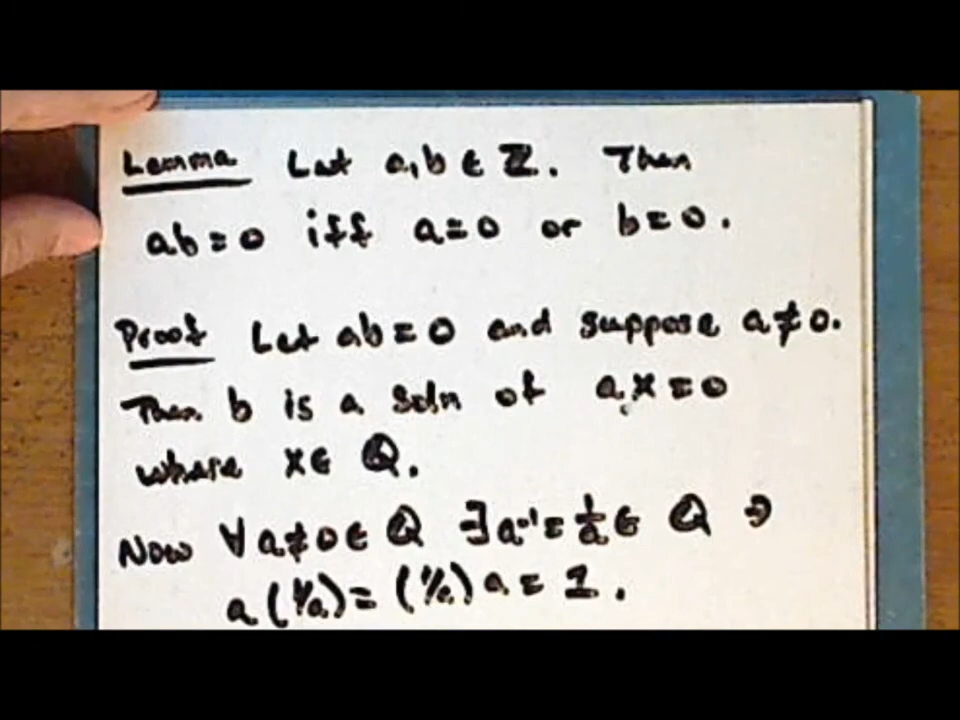 Lemma Let a,b ∈ ℤ. Then
ab = 0 iff a = 0 or b = 0.
Proof Let ab = 0 and suppose a ≠ 0.
Then b is a soln of ax = 0
where x ∈ ℚ.
Now ∀ a ≠ 0 ∈ ℚ ∃ a⁻¹ = 1/a ∈ ℚ ∋
a (1/a) = (1/a) a = 1.